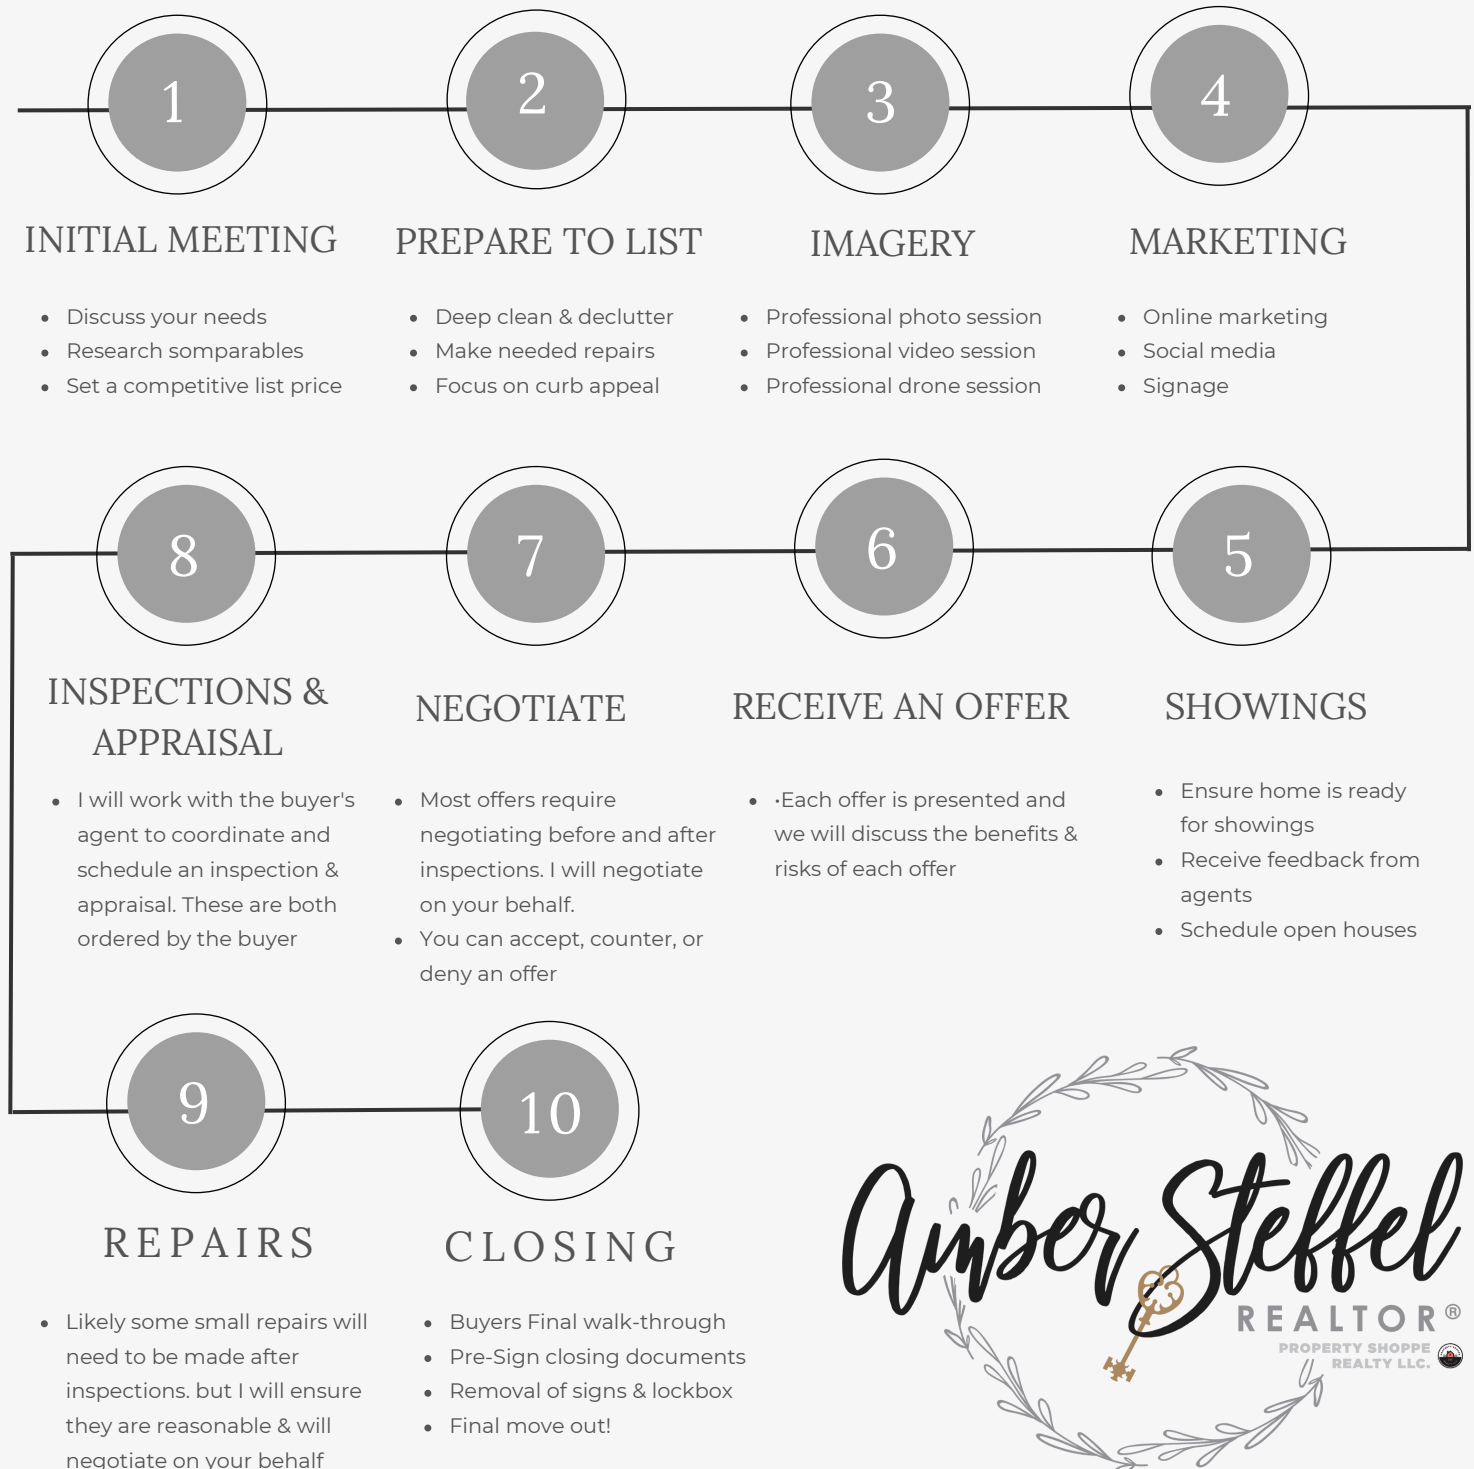 1
INITIAL MEETING
• Discuss your needs
• Research somparables
• Set a competitive list price
2
PREPARE TO LIST
• Deep clean & declutter
• Make needed repairs
• Focus on curb appeal
3
IMAGERY
• Professional photo session
• Professional video session
• Professional drone session
4
MARKETING
• Online marketing
• Social media
• Signage
5
SHOWINGS
• Ensure home is ready
for showings
• Receive feedback from
agents
• Schedule open houses
6
RECEIVE AN OFFER
• ·Each offer is presented and
we will discuss the benefits &
risks of each offer
7
NEGOTIATE
• Most offers require
negotiating before and after
inspections. I will negotiate
on your behalf.
• You can accept, counter, or
deny an offer
8
INSPECTIONS &
APPRAISAL
• I will work with the buyer's
agent to coordinate and
schedule an inspection &
appraisal. These are both
ordered by the buyer
9
REPAIRS
• Likely some small repairs will
need to be made after
inspections. but I will ensure
they are reasonable & will
negotiate on your behalf
10
CLOSING
• Buyers Final walk-through
• Pre-Sign closing documents
• Removal of signs & lockbox
• Final move out!
Amber Steffel
REALTOR®
PROPERTY SHOPPE
REALTY LLC.